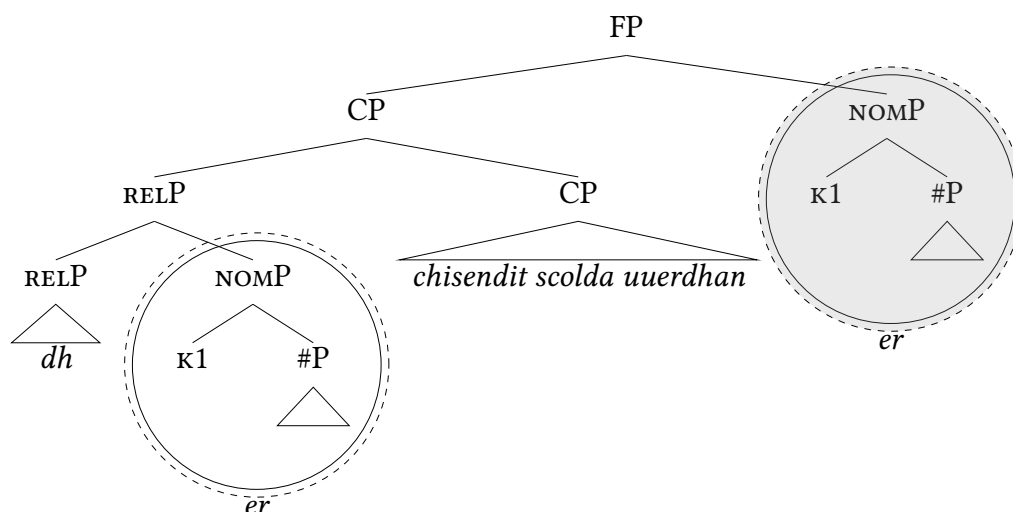 FP
CP NOMP
RELP CP K1 #P
RELP NOMP chisendit scolda uuerdhan
er
dh K1 #P
er